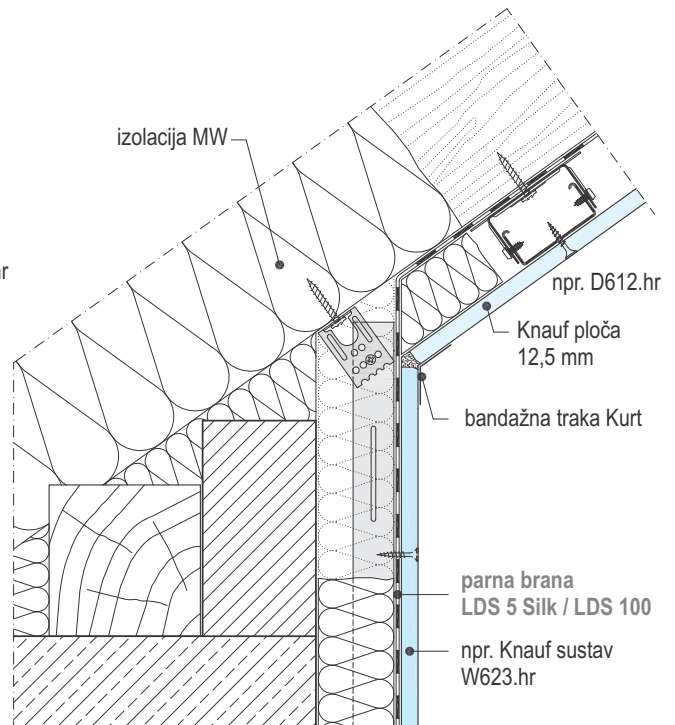 izolacija MW
hr
npr. D612.hr
Knauf ploča
12,5 mm
bandažna traka Kurt
parna brana
LDS 5 Silk / LDS 100
npr. Knauf sustav
W623.hr